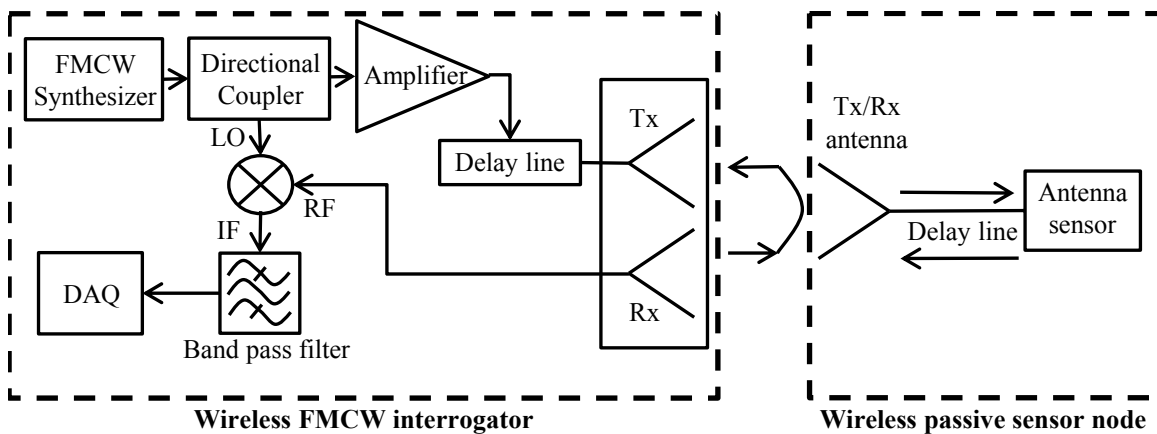 FMCW
Synthesizer
Directional
Coupler
Amplifier
LO
Delay line
Tx
RF
IF
DAQ
Band pass filter
Rx
Wireless FMCW interrogator
Tx/Rx
antenna
Delay line
Antenna
sensor
Wireless passive sensor node